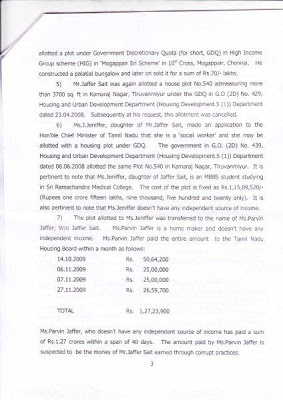 allotted a plot under Government Discretionary Quota (for short, GDQ) in High Income
Group scheme (HIG) in 'Mogappair Eri Scheme' in 10th Cross, Mogappair, Chennai. He
constructed a palatial bungalow and later on sold it for a sum of Rs.70/- lakhs.
5) Mr.Jaffer Sait was again alloted a house plot No.540 admeasuring more
than 3700 sq. ft in Kamaraj Nagar, Tiruvanmiyur under the GDQ in G.O (2D) No. 429,
Housing and Urban Development Department (Housing Development.5 (1)) Department
dated 23.04.2008. Subsequently at his request, this allotment was cancelled.
6) Ms.J.Jeniffer, daughter of Mr.Jaffer Sait, made an application to the
Hon'ble Chief Minister of Tamil Nadu that she is a 'social worker' and she may be
allotted with a housing plot under GDQ. The government in G.O. (2D) No. 439,
Housing and Urban Development Department (Housing Development.5 (1)) Department
dated 06.06.2008 allotted the same Plot No.540 in Kamaraj Nagar, Tiruvanmiyur. It is
pertinent to note that Ms.Jeniffer, daughter of Jaffer Sait, is an MBBS student studying
in Sri Ramachandra Medical College. The cost of the plot is fixed as Rs.1,15,09,520/-
(Rupees one crore fifteen lakhs, nine thousand, five hundred and twenty only). It is
also pertinent to note that Ms.Jeniffer doesn't have any independent source of income.
7) The plot allotted to Ms.Jeniffer was transferred to the name of Ms.Parvin
Jaffer, W/o Jaffer Sait. Ms.Parvin Jaffer is a home maker and doesn't have any
independent income. Ms.Parvin Jaffer paid the entire amount to the Tamil Nadu
Housing Board within a month as follows:
14.10.2009 Rs. 50,64,200
06.11.2009 Rs. 25,00,000
07.11.2009 Rs. 25,00,000
27.11.2009 Rs. 26,59,700
TOTAL Rs. 1,27,23,900
Ms.Parvin Jaffer, who doesn't have any independent source of income has paid a sum
of Rs.1.27 crores within a span of 40 days. The amount paid by Ms.Parvin Jaffer is
suspected to be the money of Mr.Jaffer Sait earned through corrupt practices.
3